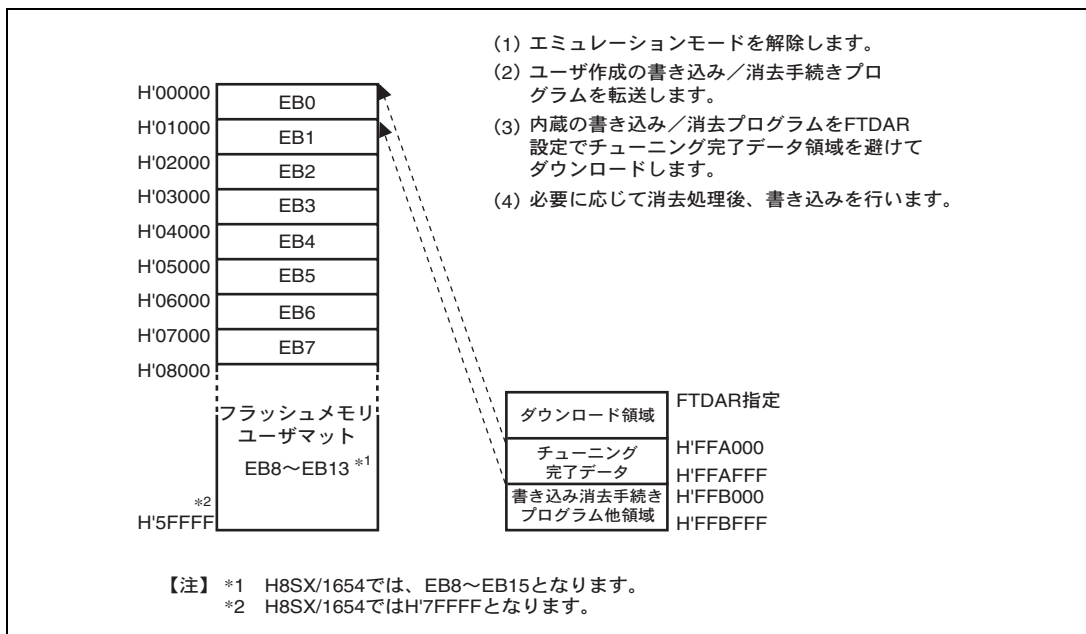 (1) エミュレーションモードを解除します。
(2) ユーザ作成の書き込み／消去手続きプロ
グラムを転送します。
(3) 内蔵の書き込み／消去プログラムをFTDAR
設定でチューニング完了データ領域を避けて
ダウンロードします。
(4) 必要に応じて消去処理後、書き込みを行います。
H'00000
EB0
H'01000
EB1
H'02000
EB2
H'03000
EB3
H'04000
EB4
H'05000
EB5
H'06000
EB6
H'07000
EB7
H'08000
フラッシュメモリ
ユーザマット
EB8～EB13 *1
*2
H'5FFFF
ダウンロード領域
FTDAR指定
チューニング
完了データ
H'FFA000
H'FFAFFF
書き込み消去手続き
プログラム他領域
H'FFB000
H'FFBFFF
【注】 *1 H8SX/1654では、EB8～EB15となります。
*2 H8SX/1654ではH'7FFFFとなります。